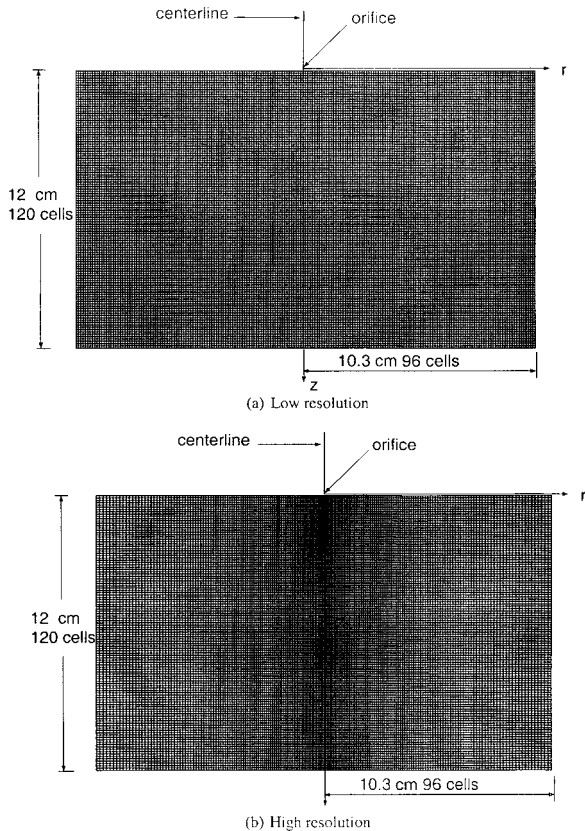 centerline
orifice
r
12 cm
120 cells
10.3 cm 96 cells
z
(a) Low resolution
centerline
orifice
r
12 cm
120 cells
10.3 cm 96 cells
(b) High resolution